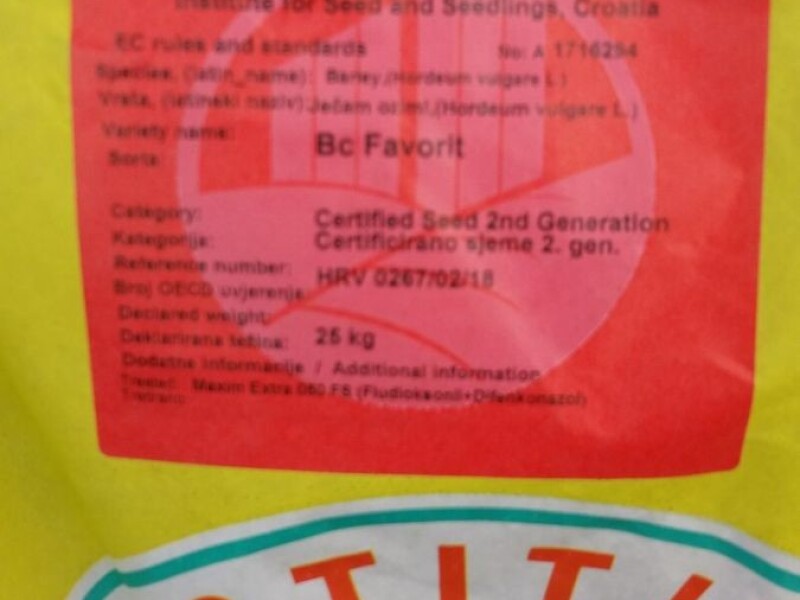 Institute for Seed and Seedlings, Croatia
EC rules and standards No: A 1716294
Species, (latin_name): Barley,(Hordeum vulgare L.)
Vrsta, (latinski naziv):Ječam ozimi,(Hordeum vulgare L.)
Variety name: Bc Favorit
Sorta:
Category: Certified Seed 2nd Generation
Kategorija: Certificirano sjeme 2. gen.
Reference number: HRV 0267/02/18
Broj OECD uvjerenja:
Declared weight:
Deklarirana težina: 25 kg
Dodatne informacije / Additional information
Treated: Maxim Extra 050 FS (Fludioksonil+Difenkonazol)
Tretirano: